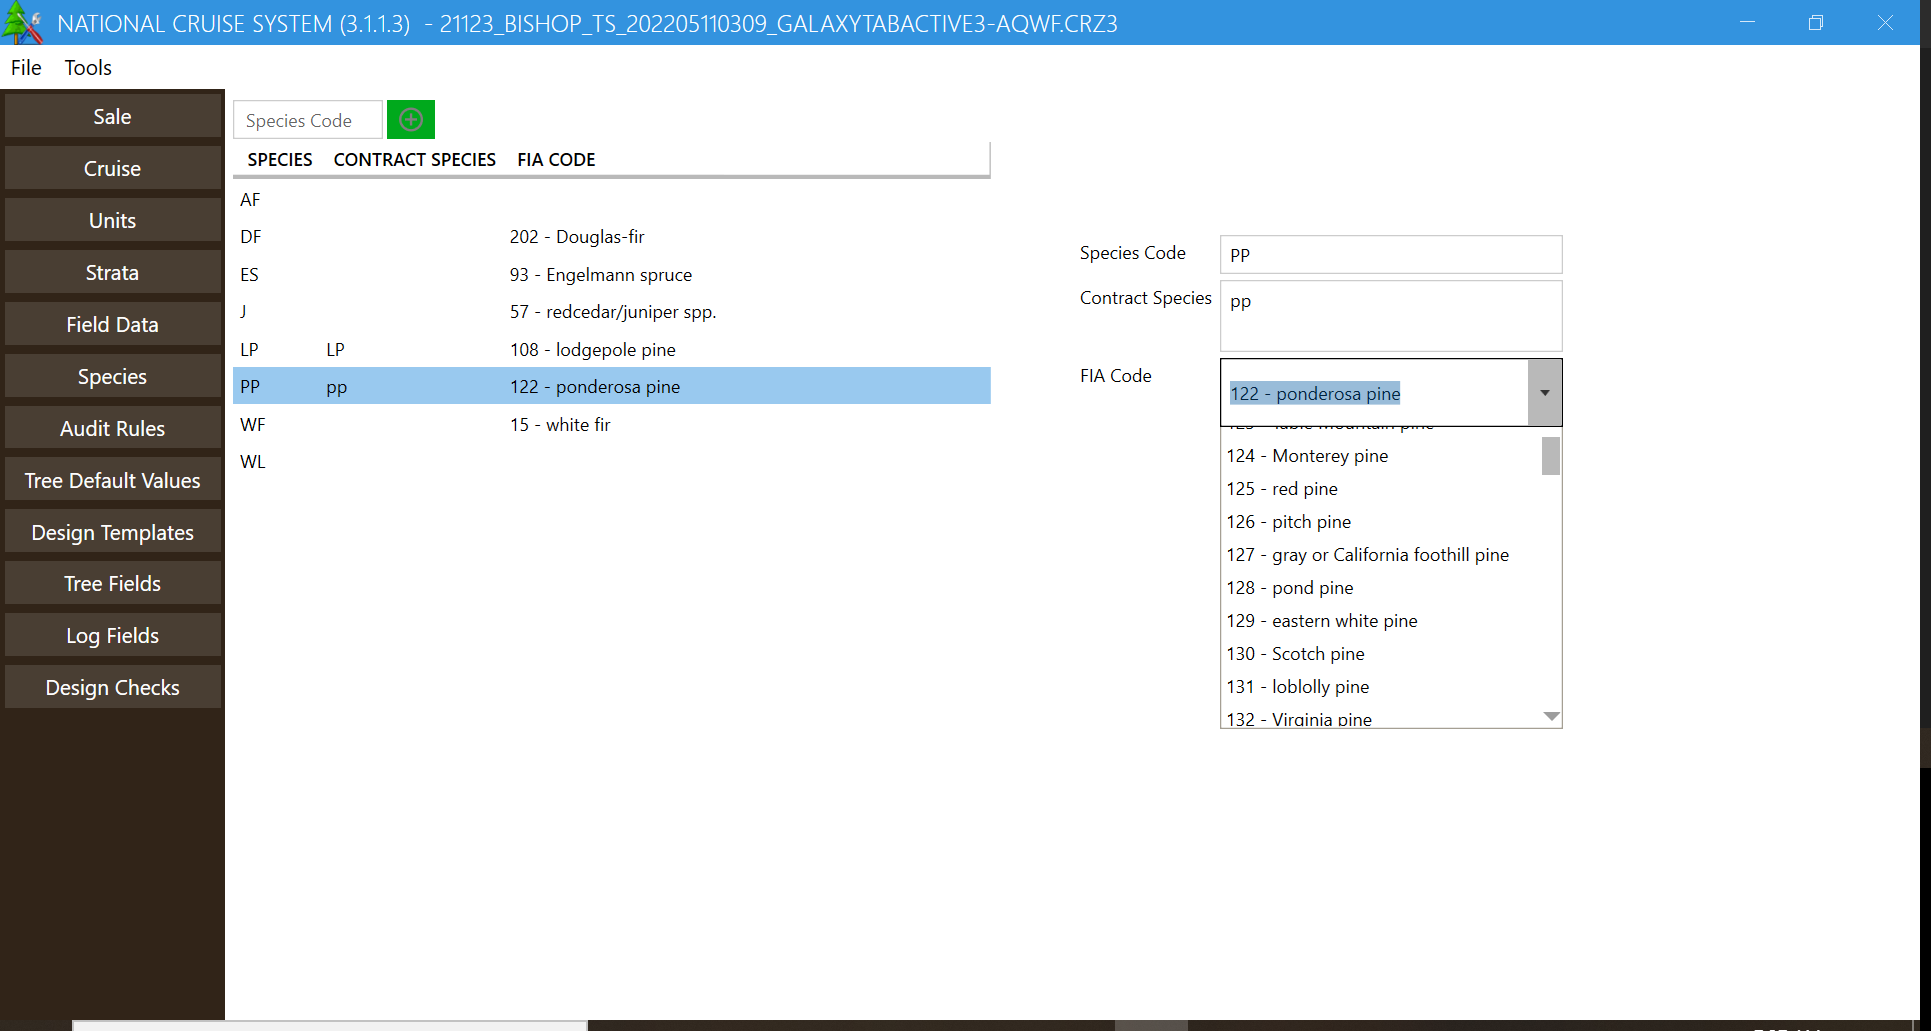 NATIONAL CRUISE SYSTEM (3.1.1.3) - 21123_BISHOP_TS_202205110309_GALAXYTABACTIVE3-AQWF.CRZ3
File Tools
Sale
Cruise
Units
Strata
Field Data
Species
Audit Rules
Tree Default Values
Design Templates
Tree Fields
Log Fields
Design Checks
Species Code
SPECIES CONTRACT SPECIES FIA CODE
AF
DF 202 - Douglas-fir
ES 93 - Engelmann spruce
J 57 - redcedar/juniper spp.
LP LP 108 - lodgepole pine
PP pp 122 - ponderosa pine
WF 15 - white fir
WL
Species Code PP
Contract Species pp
FIA Code 122 - ponderosa pine
123 - Table Mountain pine
124 - Monterey pine
125 - red pine
126 - pitch pine
127 - gray or California foothill pine
128 - pond pine
129 - eastern white pine
130 - Scotch pine
131 - loblolly pine
132 - Virginia pine